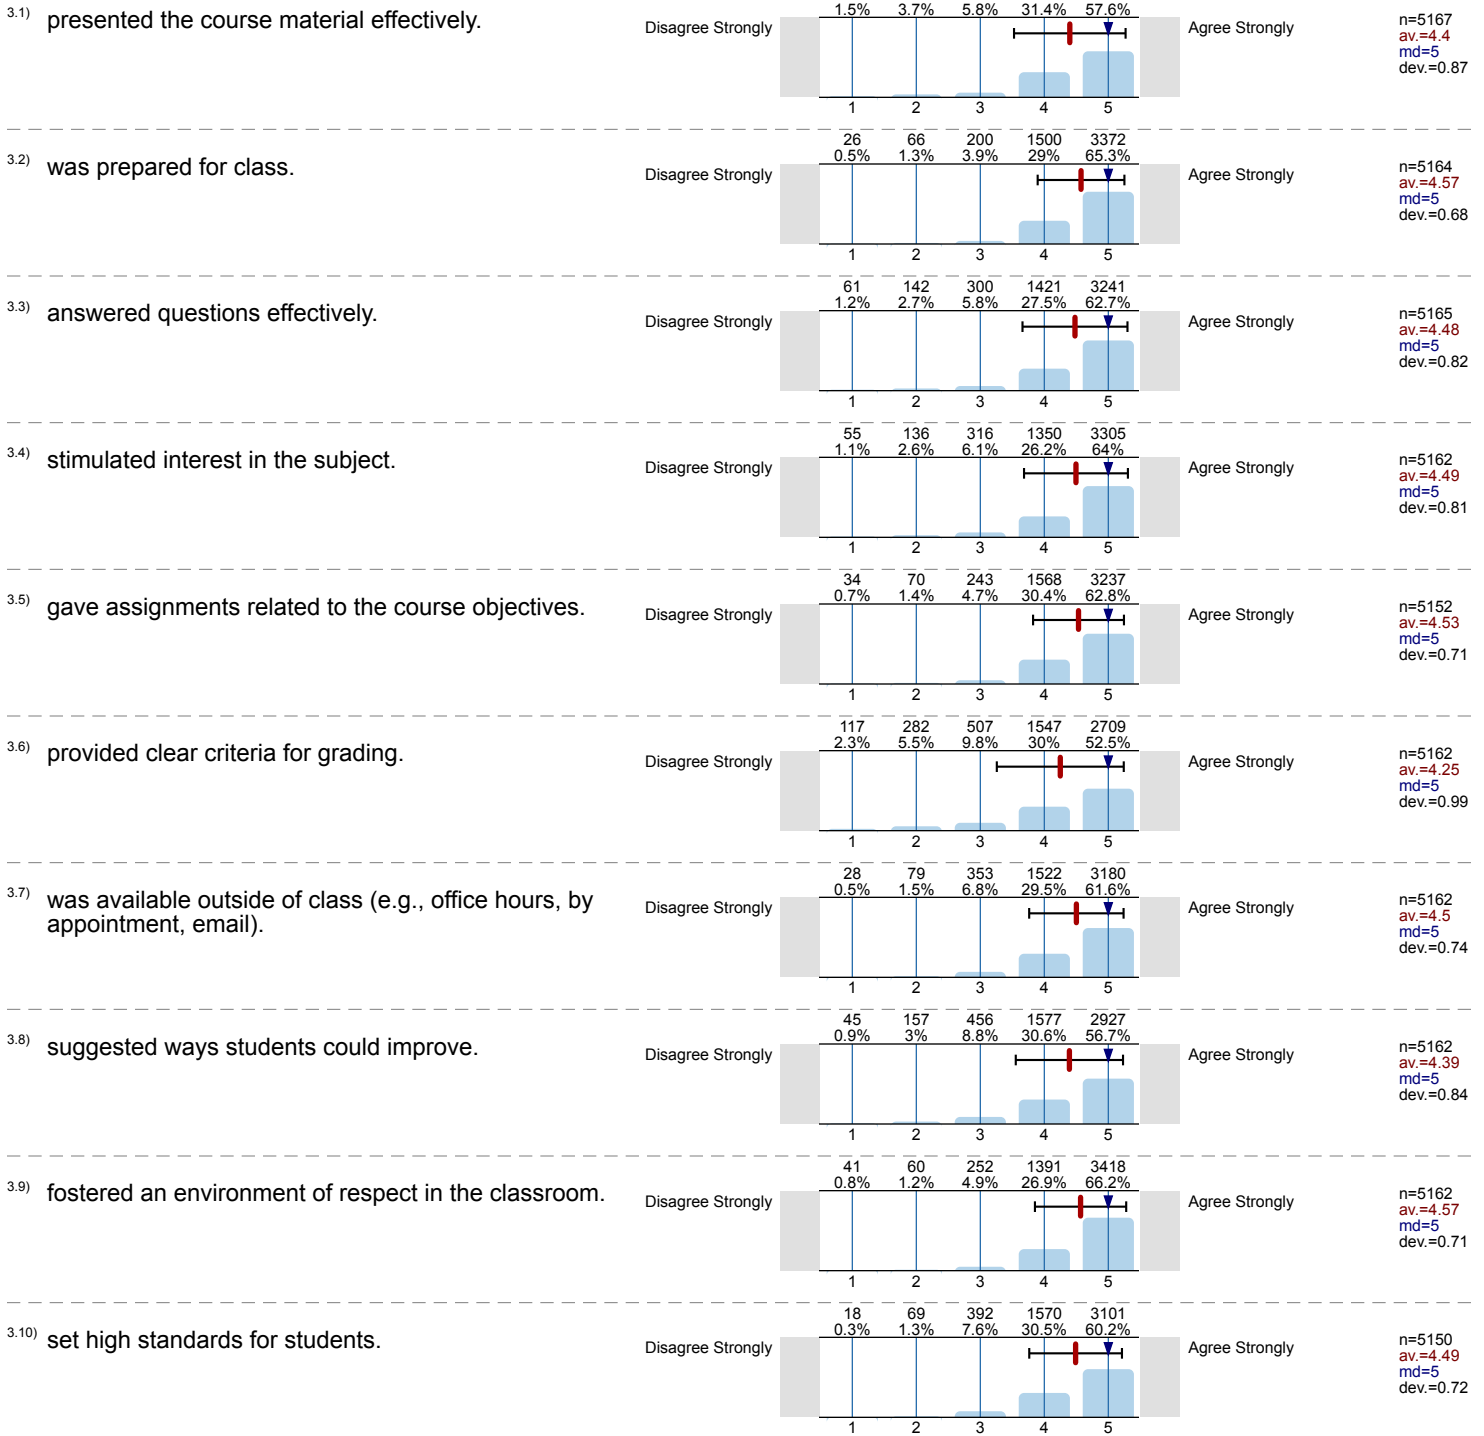 3.1) presented the course material effectively.
1.5% 3.7% 5.8% 31.4% 57.6%
Disagree Strongly Agree Strongly
1 2 3 4 5
n=5167
av.=4.4
md=5
dev.=0.87
3.2) was prepared for class.
26 66 200 1500 3372
0.5% 1.3% 3.9% 29% 65.3%
Disagree Strongly Agree Strongly
1 2 3 4 5
n=5164
av.=4.57
md=5
dev.=0.68
3.3) answered questions effectively.
61 142 300 1421 3241
1.2% 2.7% 5.8% 27.5% 62.7%
Disagree Strongly Agree Strongly
1 2 3 4 5
n=5165
av.=4.48
md=5
dev.=0.82
3.4) stimulated interest in the subject.
55 136 316 1350 3305
1.1% 2.6% 6.1% 26.2% 64%
Disagree Strongly Agree Strongly
1 2 3 4 5
n=5162
av.=4.49
md=5
dev.=0.81
3.5) gave assignments related to the course objectives.
34 70 243 1568 3237
0.7% 1.4% 4.7% 30.4% 62.8%
Disagree Strongly Agree Strongly
1 2 3 4 5
n=5152
av.=4.53
md=5
dev.=0.71
3.6) provided clear criteria for grading.
117 282 507 1547 2709
2.3% 5.5% 9.8% 30% 52.5%
Disagree Strongly Agree Strongly
1 2 3 4 5
n=5162
av.=4.25
md=5
dev.=0.99
3.7) was available outside of class (e.g., office hours, by
appointment, email).
28 79 353 1522 3180
0.5% 1.5% 6.8% 29.5% 61.6%
Disagree Strongly Agree Strongly
1 2 3 4 5
n=5162
av.=4.5
md=5
dev.=0.74
3.8) suggested ways students could improve.
45 157 456 1577 2927
0.9% 3% 8.8% 30.6% 56.7%
Disagree Strongly Agree Strongly
1 2 3 4 5
n=5162
av.=4.39
md=5
dev.=0.84
3.9) fostered an environment of respect in the classroom.
41 60 252 1391 3418
0.8% 1.2% 4.9% 26.9% 66.2%
Disagree Strongly Agree Strongly
1 2 3 4 5
n=5162
av.=4.57
md=5
dev.=0.71
3.10) set high standards for students.
18 69 392 1570 3101
0.3% 1.3% 7.6% 30.5% 60.2%
Disagree Strongly Agree Strongly
1 2 3 4 5
n=5150
av.=4.49
md=5
dev.=0.72